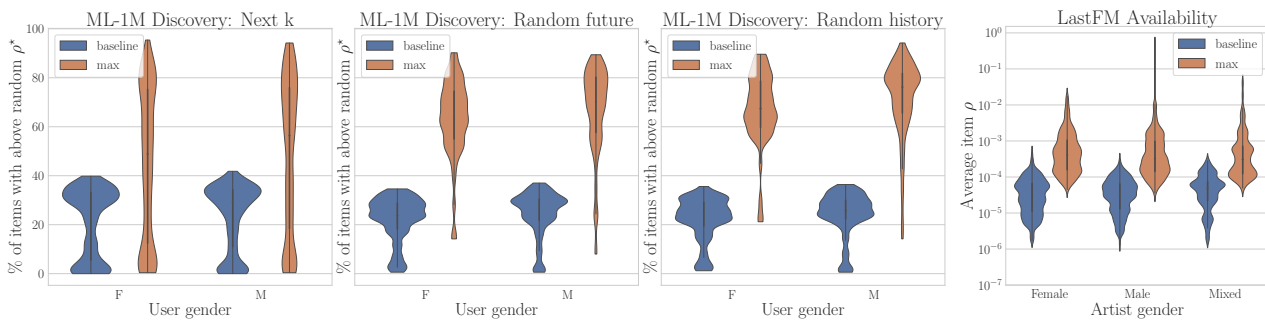 ML-1M Discovery: Next k
% of items with above random ρ*
100
80
60
40
20
0
baseline
max
F
M
User gender
ML-1M Discovery: Random future
% of items with above random ρ*
baseline
max
F
M
User gender
ML-1M Discovery: Random history
% of items with above random ρ*
baseline
max
F
M
User gender
LastFM Availability
Average item ρ
10⁰
10⁻¹
10⁻²
10⁻³
10⁻⁴
10⁻⁵
10⁻⁶
10⁻⁷
baseline
max
Female
Male
Mixed
Artist gender